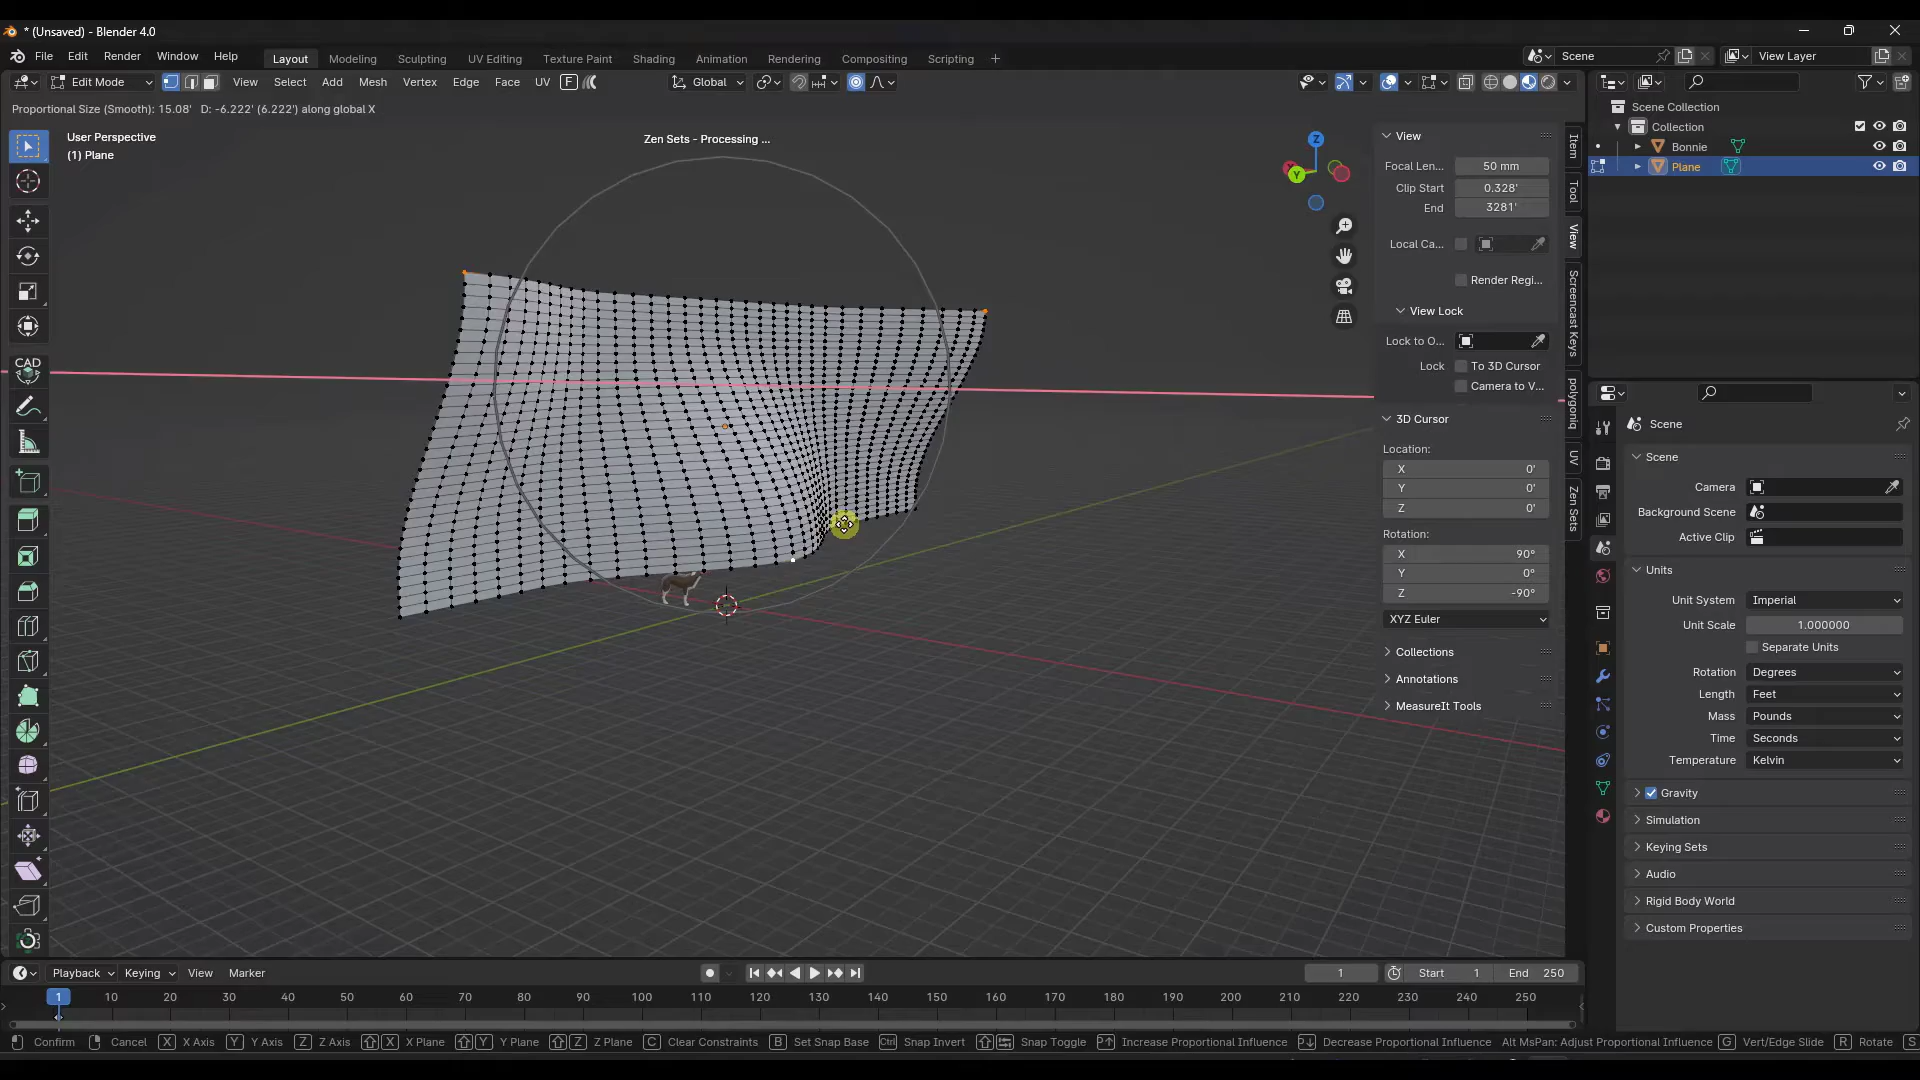 * (Unsaved) - Blender 4.0
File Edit Render Window Help Layout Modeling Sculpting UV Editing Texture Paint Shading Animation Rendering Compositing Scripting + Scene View Layer
Edit Mode View Select Add Mesh Vertex Edge Face UV F Global
Proportional Size (Smooth): 15.08' D: -6.222' (6.222') along global X
User Perspective
(1) Plane
Zen Sets - Processing ...
Z
X
Y
CAD
View
Focal Len... 50 mm
Clip Start 0.328'
End 3281'
Local Ca...
Render Regi...
View Lock
Lock to O...
Lock To 3D Cursor
Camera to V...
3D Cursor
Location:
X 0'
Y 0'
Z 0'
Rotation:
X 90°
Y 0°
Z -90°
XYZ Euler
Collections
Annotations
MeasureIt Tools
Item
Tool
View
Screencast Keys
polygoniq
UV
Zen Sets
Scene Collection
Collection
Bonnie
Plane
Scene
Scene
Camera
Background Scene
Active Clip
Units
Unit System Imperial
Unit Scale 1.000000
Separate Units
Rotation Degrees
Length Feet
Mass Pounds
Time Seconds
Temperature Kelvin
Gravity
Simulation
Keying Sets
Audio
Rigid Body World
Custom Properties
Playback Keying View Marker 1 Start 1 End 250
1 10 20 30 40 50 60 70 80 90 100 110 120 130 140 150 160 170 180 190 200 210 220 230 240 250
Confirm Cancel X X Axis Y Y Axis Z Z Axis X X Plane Y Y Plane Z Z Plane C Clear Constraints B Set Snap Base Ctrl Snap Invert Snap Toggle P↑ Increase Proportional Influence P↓ Decrease Proportional Influence Alt MsPan: Adjust Proportional Influence G Vert/Edge Slide R Rotate S